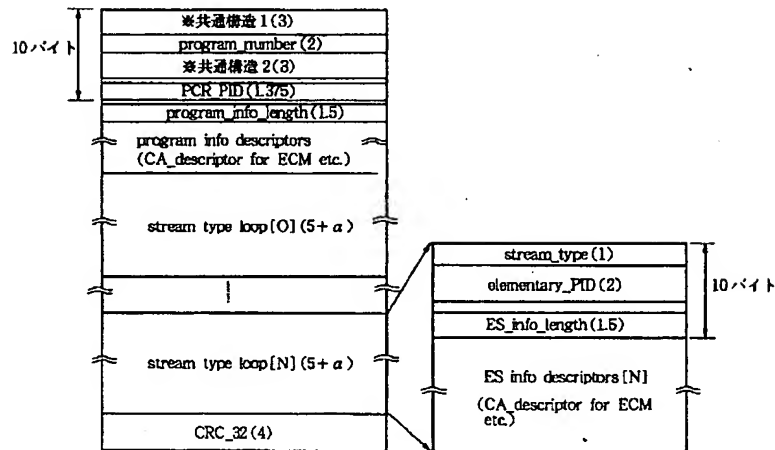 ※共通構造1(3)
10バイト
program_number(2)
※共通構造2(3)
PCR_PID(1.375)
program_info_length(1.5)
program info descriptors
(CA_descriptor for ECM etc.)
stream type loop[O](5+α)
stream type loop[N](5+α)
CRC_32(4)
stream_type(1)
elementary_PID(2)
10バイト
ES_info_length(1.5)
ES info descriptors[N]
(CA_descriptor for ECM
etc.)